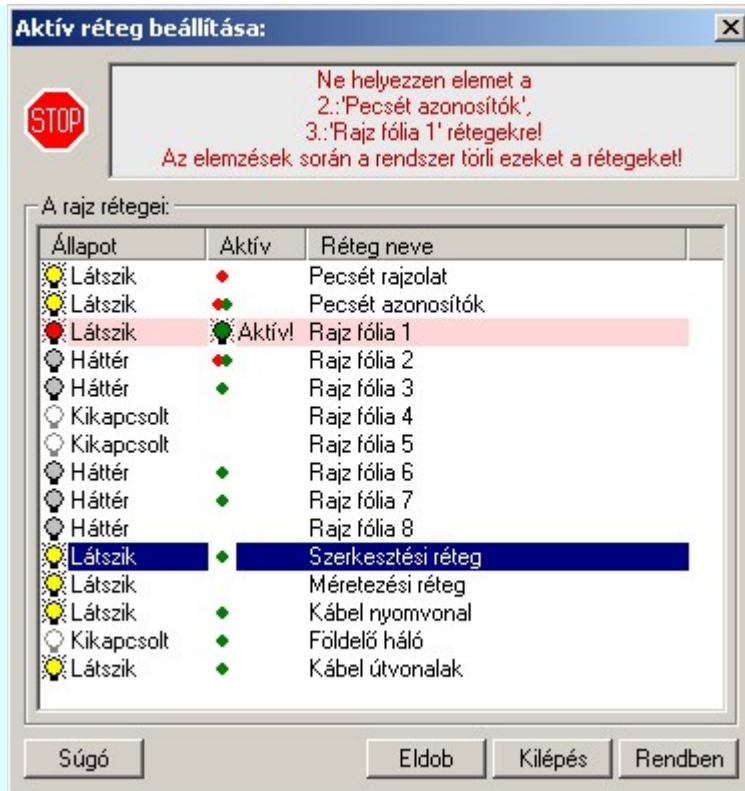 Aktív réteg beállítása:
STOP
Ne helyezzen elemet a
2.:'Pecsét azonosítók',
3.:'Rajz fólia 1' rétegekre!
Az elemzések során a rendszer törli ezeket a rétegeket!
A rajz rétegei:
Állapot Aktív Réteg neve
Látszik Pecsét rajzolat
Látszik Pecsét azonosítók
Látszik Aktív! Rajz fólia 1
Háttér Rajz fólia 2
Háttér Rajz fólia 3
Kikapcsolt Rajz fólia 4
Kikapcsolt Rajz fólia 5
Háttér Rajz fólia 6
Háttér Rajz fólia 7
Háttér Rajz fólia 8
Látszik Szerkesztési réteg
Látszik Méretezési réteg
Látszik Kábel nyomvonal
Kikapcsolt Földelő háló
Látszik Kábel útvonalak
Súgó Eldob Kilépés Rendben